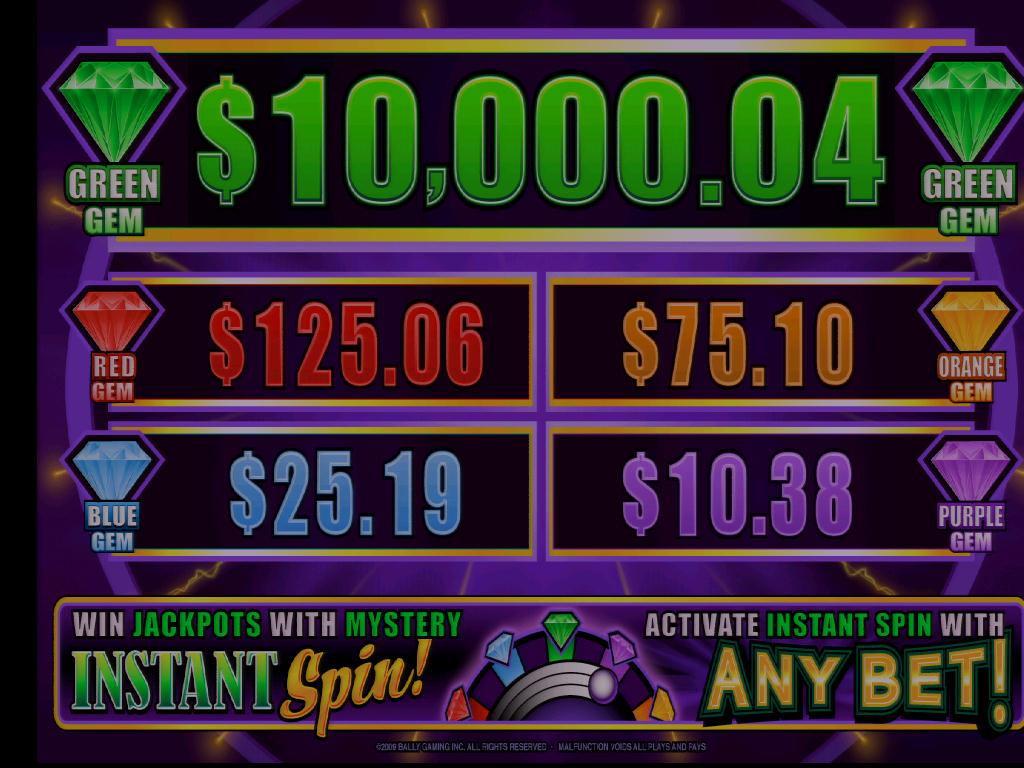 $10,000.04
GREEN
GEM
GREEN
GEM
$125.06
$75.10
RED
GEM
ORANGE
GEM
$25.19
$10.38
BLUE
GEM
PURPLE
GEM
WIN JACKPOTS WITH MYSTERY
INSTANT Spin!
ACTIVATE INSTANT SPIN WITH
ANY BET!
©2009 BALLY GAMING INC. ALL RIGHTS RESERVED - MALFUNCTION VOIDS ALL PLAYS AND PAYS